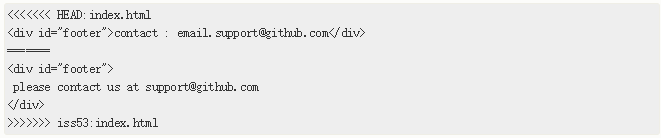 <<<<<<< HEAD:index.html
<div id="footer">contact : email.support@github.com</div>
=======
<div id="footer">
 please contact us at support@github.com
</div>
>>>>>>> iss53:index.html